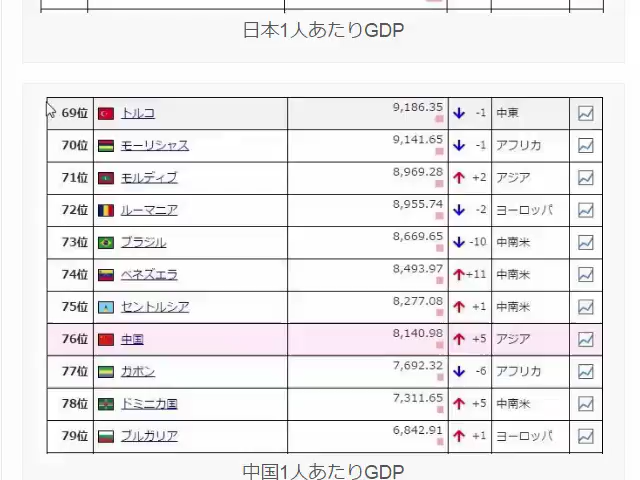 日本1人あたりGDP
69位 トルコ 9,186.35 -1 中東
70位 モーリシャス 9,141.65 -1 アフリカ
71位 モルディブ 8,969.28 +2 アジア
72位 ルーマニア 8,955.74 -2 ヨーロッパ
73位 ブラジル 8,669.65 -10 中南米
74位 ベネズエラ 8,493.97 +11 中南米
75位 セントルシア 8,277.08 +1 中南米
76位 中国 8,140.98 +5 アジア
77位 ガボン 7,692.32 -6 アフリカ
78位 ドミニカ国 7,311.65 +5 中南米
79位 ブルガリア 6,842.91 +1 ヨーロッパ
中国1人あたりGDP